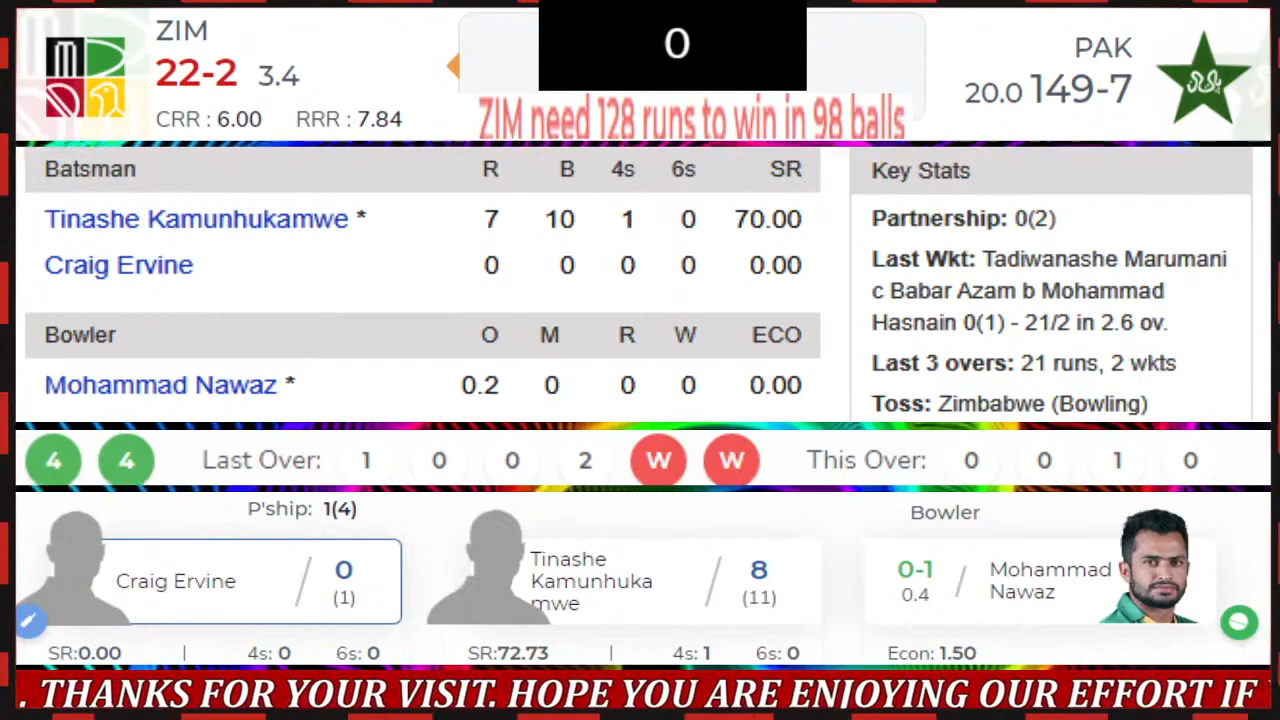 ZIM
22-2 3.4
CRR : 6.00 RRR : 7.84
0
ZIM need 128 runs to win in 98 balls
PAK
20.0 149-7
Batsman R B 4s 6s SR
Tinashe Kamunhukamwe * 7 10 1 0 70.00
Craig Ervine 0 0 0 0 0.00
Bowler O M R W ECO
Mohammad Nawaz * 0.2 0 0 0 0.00
Key Stats
Partnership: 0(2)
Last Wkt: Tadiwanashe Marumani
c Babar Azam b Mohammad
Hasnain 0(1) - 21/2 in 2.6 ov.
Last 3 overs: 21 runs, 2 wkts
Toss: Zimbabwe (Bowling)
4 4 Last Over: 1 0 0 2 W W This Over: 0 0 1 0
P'ship: 1(4)
Craig Ervine 0
(1)
SR:0.00 | 4s: 0 6s: 0
Tinashe
Kamunhuka
mwe
8
(11)
SR:72.73 | 4s: 1 6s: 0
Bowler
0-1
0.4
Mohammad
Nawaz
Econ: 1.50
. THANKS FOR YOUR VISIT. HOPE YOU ARE ENJOYING OUR EFFORT IF